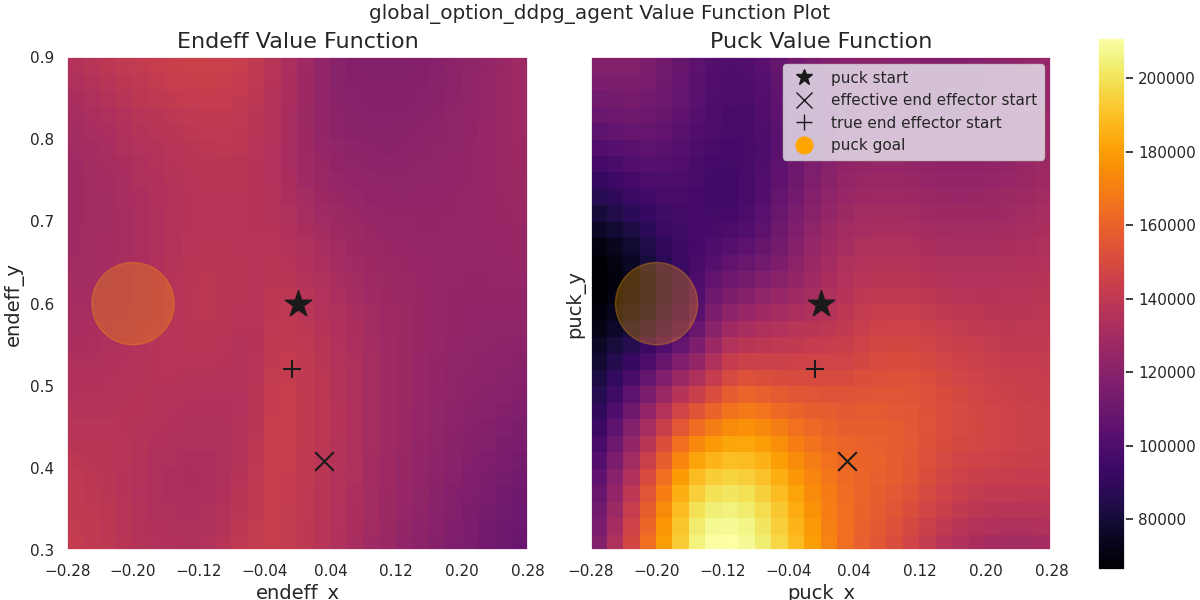 global_option_ddpg_agent Value Function Plot
Endeff Value Function
Puck Value Function
puck start
effective end effector start
true end effector start
puck goal
endeff_y
0.9
0.8
0.7
0.6
0.5
0.4
0.3
−0.28 −0.20 −0.12 −0.04 0.04 0.12 0.20 0.28
endeff_x
puck_y
−0.28 −0.20 −0.12 −0.04 0.04 0.12 0.20 0.28
puck_x
200000
180000
160000
140000
120000
100000
80000